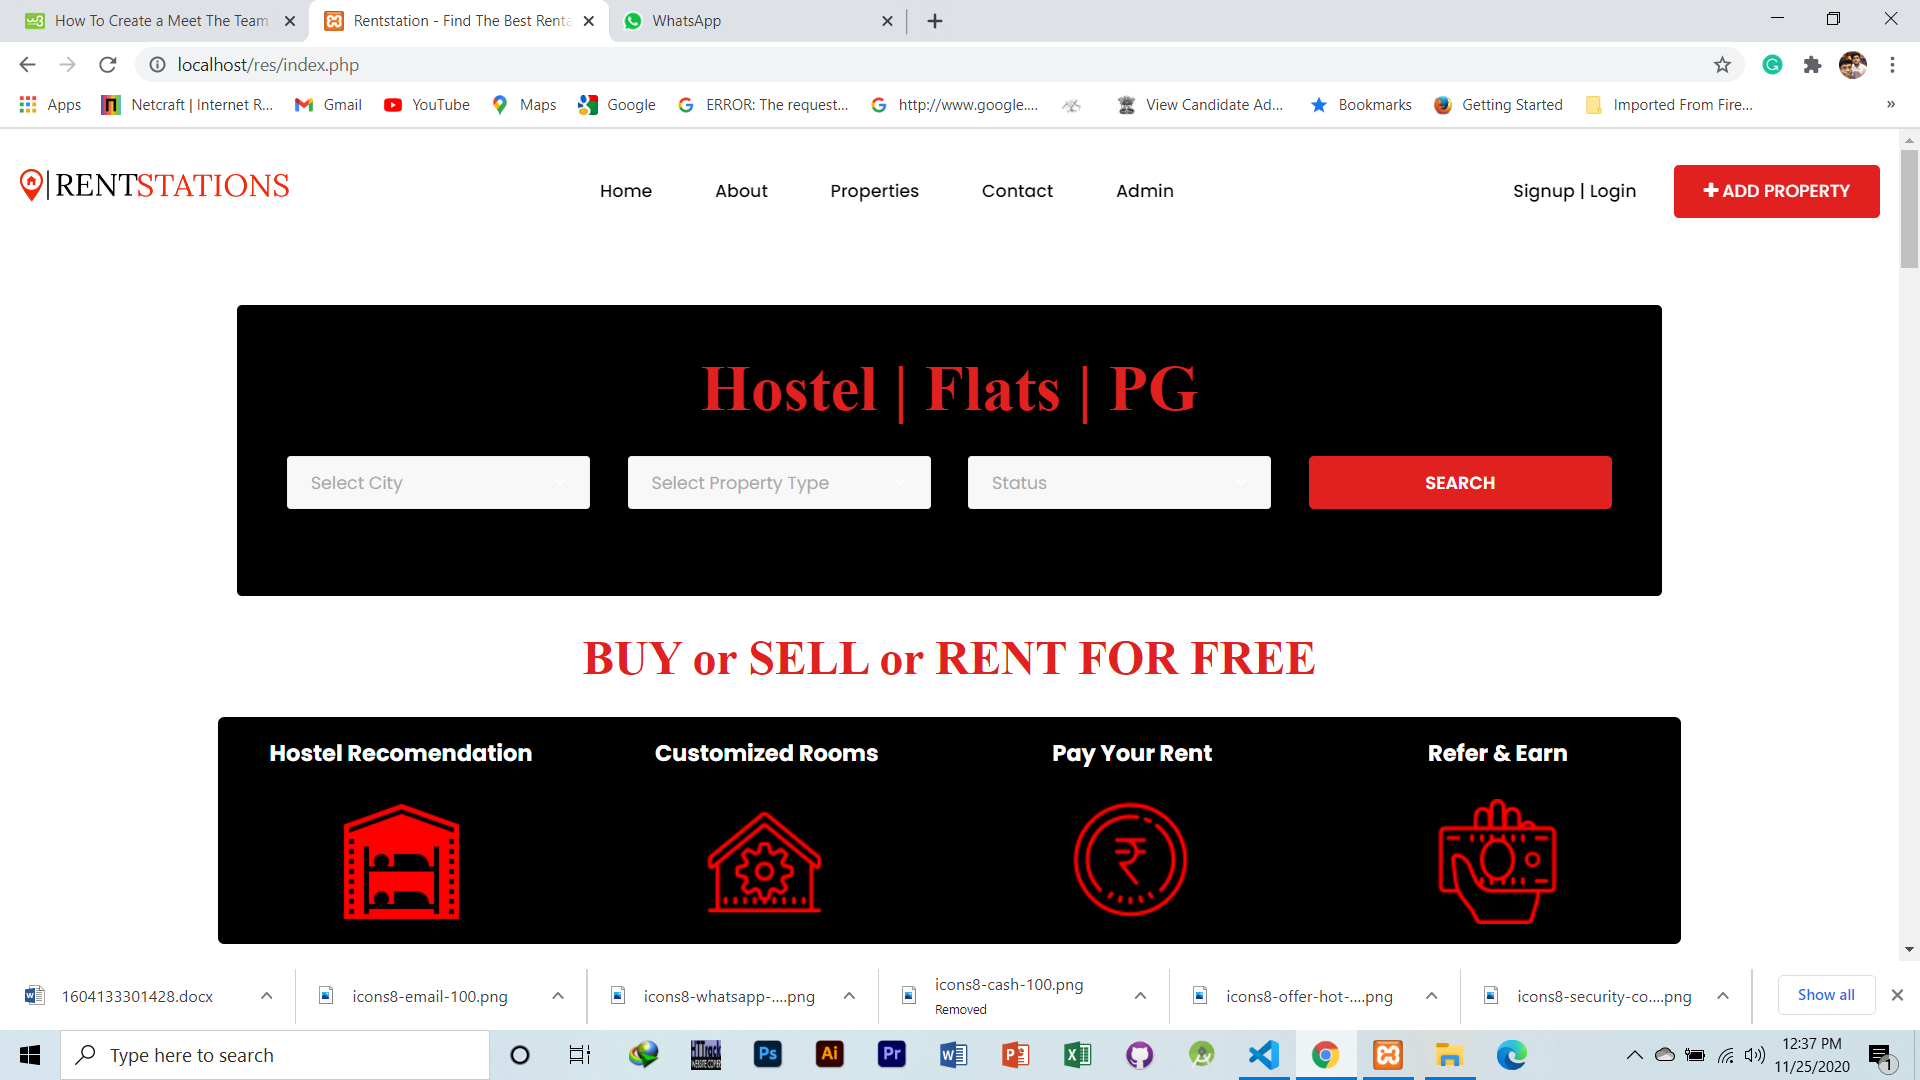 How To Create a Meet The Team
Rentstation - Find The Best Renta
WhatsApp
localhost/res/index.php
Apps
Netcraft | Internet R...
Gmail
YouTube
Maps
Google
ERROR: The request...
http://www.google....
View Candidate Ad...
Bookmarks
Getting Started
Imported From Fire...
»
RENTSTATIONS
Home
About
Properties
Contact
Admin
Signup | Login
ADD PROPERTY
Hostel | Flats | PG
Select City
Select Property Type
Status
SEARCH
BUY or SELL or RENT FOR FREE
Hostel Recomendation
Customized Rooms
Pay Your Rent
Refer & Earn
1604133301428.docx
icons8-email-100.png
icons8-whatsapp-....png
icons8-cash-100.png
Removed
icons8-offer-hot-....png
icons8-security-co....png
Show all
Type here to search
Ps
Ai
Pr
12:37 PM
11/25/2020
1